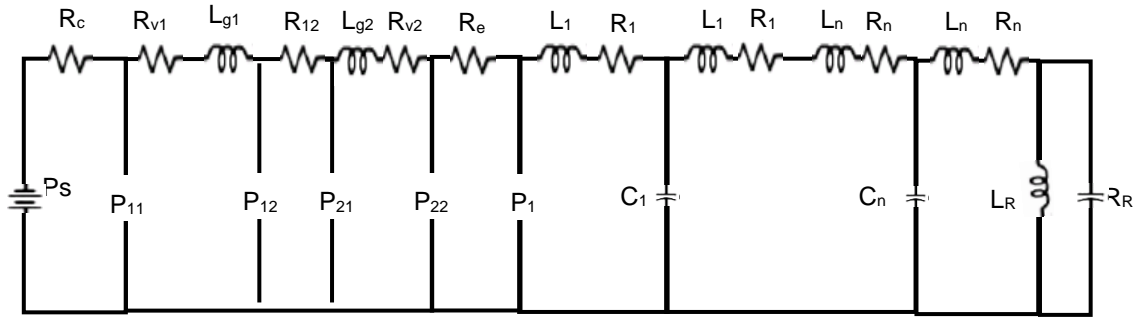 Rc Rv1 Lg1 R12 Lg2 Rv2 Re L1 R1 L1 R1 Ln Rn Ln Rn
Ps P11 P12 P21 P22 P1 C1 Cn LR RR